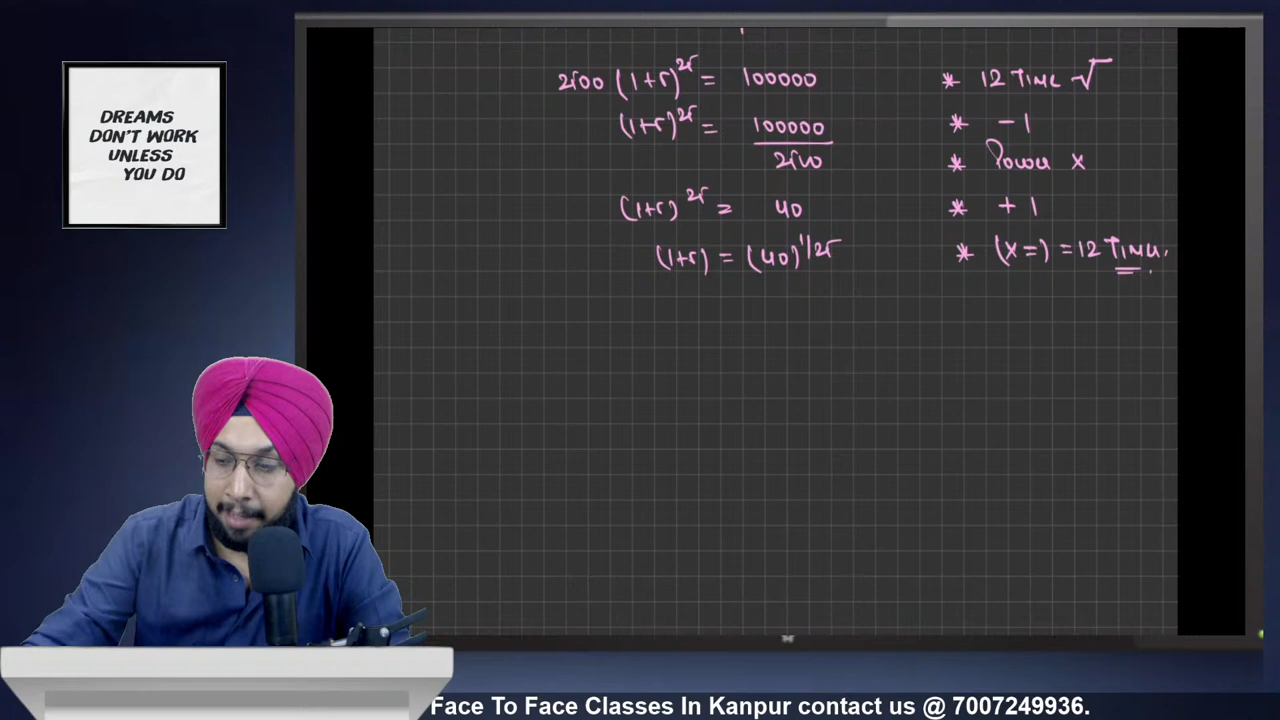 DREAMS
DON'T WORK
UNLESS
YOU DO
2500 (1+r)^25 = 100000
(1+r)^25 = 100000
2500
(1+r)^25 = 40
(1+r) = (40)^1/25
* 12 TIME √
* -1
* Power x
* +1
* (x=) = 12 TIME.
Face To Face Classes In Kanpur contact us @ 7007249936.